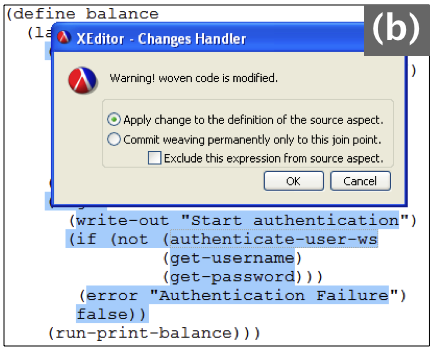 (define balance
(b)
(la
(
XEditor - Changes Handler
)
Warning! woven code is modified.
Apply change to the definition of the source aspect.
Commit weaving permanently only to this join point.
Exclude this expression from source aspect.
OK Cancel
(
(
(write-out "Start authentication")
(if (not (authenticate-user-ws
(get-username)
(get-password)))
(error "Authentication Failure")
false))
(run-print-balance)))